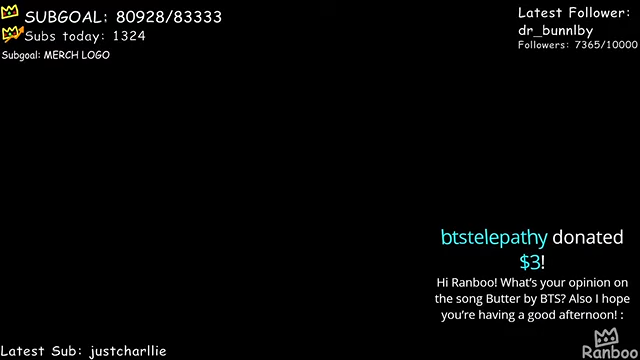 SUBGOAL: 80928/83333
Subs today: 1324
Subgoal: MERCH LOGO
Latest Follower:
dr_bunnlby
Followers: 7365/10000
btstelepathy donated
$3!
Hi Ranboo! What's your opinion on
the song Butter by BTS? Also I hope
you're having a good afternoon! :
Latest Sub: justcharllie
Ranboo